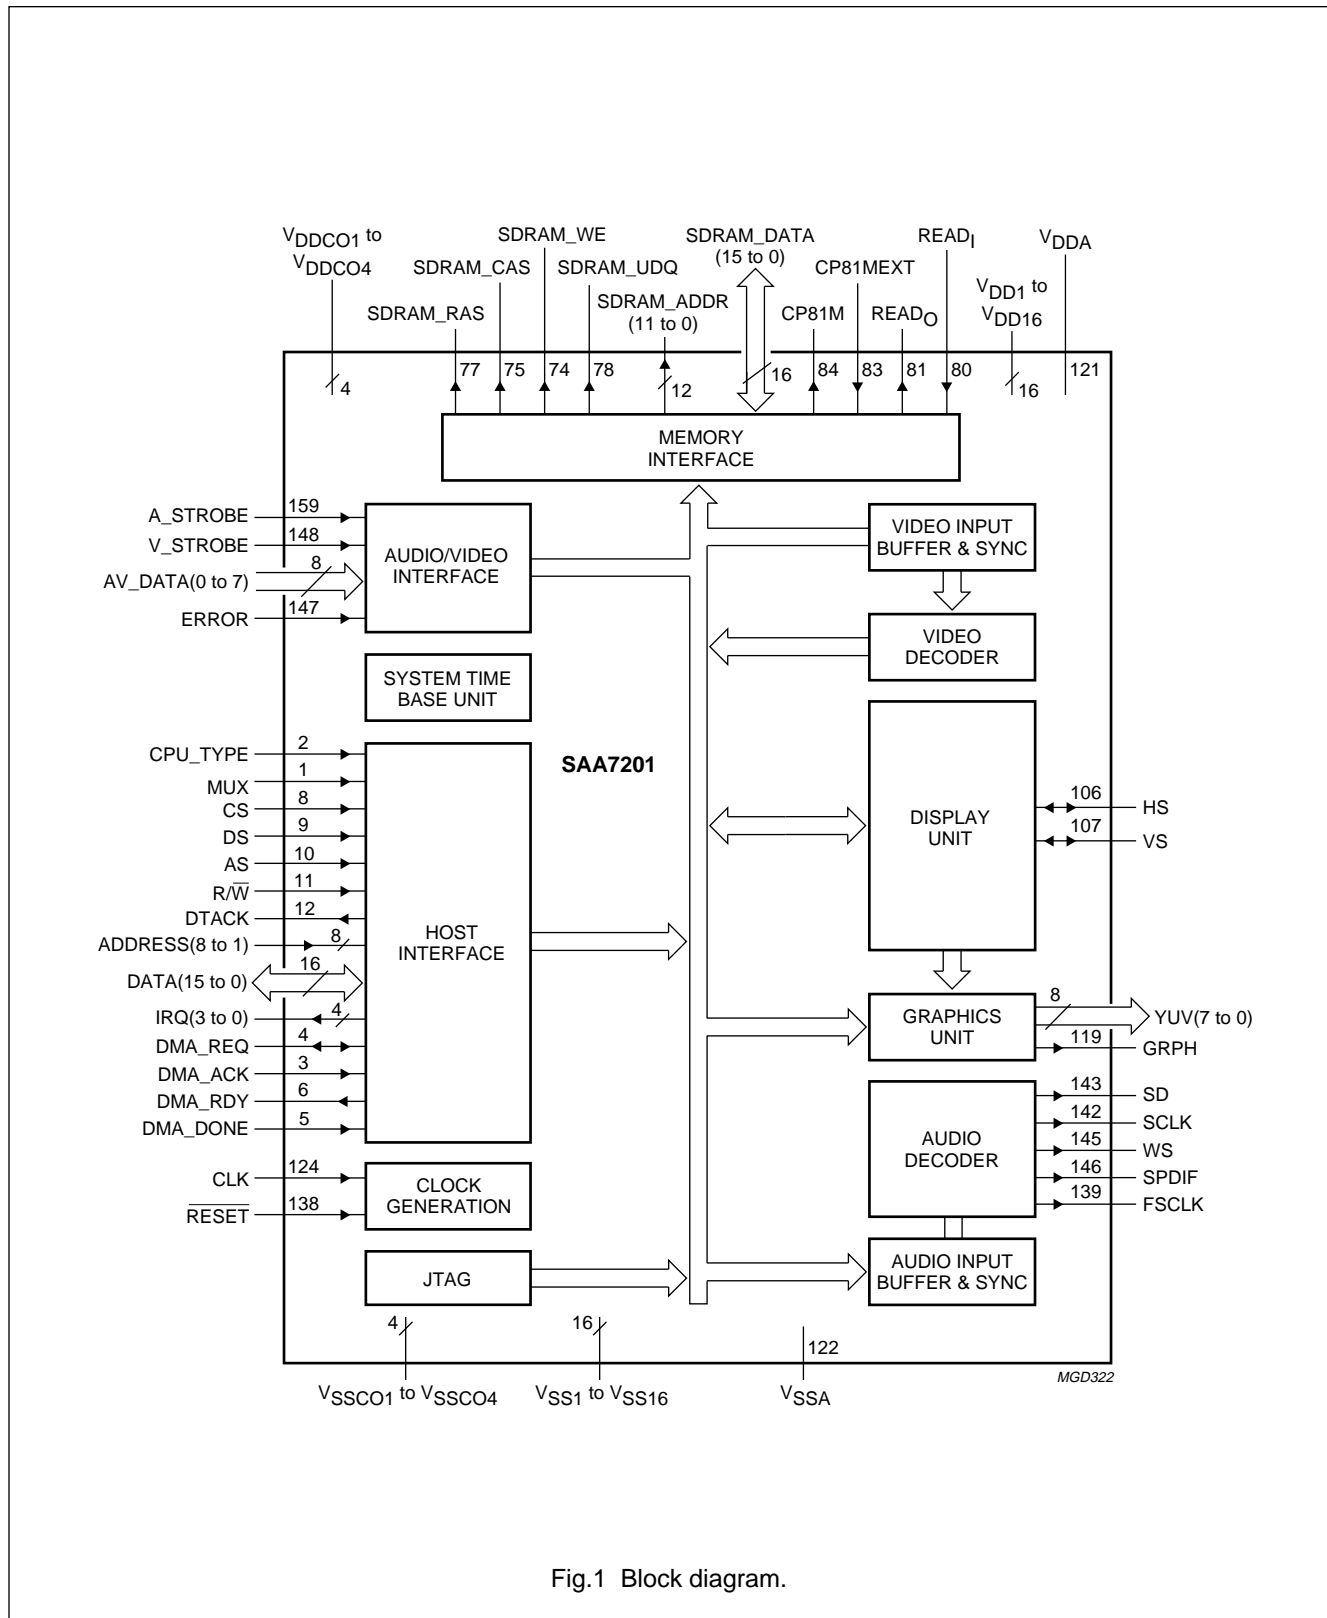 VDDCO1 to
VDDCO4
4
SDRAM_RAS
77
SDRAM_CAS
75
SDRAM_WE
74
SDRAM_UDQ
78
SDRAM_ADDR
(11 to 0)
12
SDRAM_DATA
(15 to 0)
16
CP81M
84
CP81MEXT
83
READO
81
READI
80
VDD1 to
VDD16
16
VDDA
121
MEMORY
INTERFACE
A_STROBE 159
V_STROBE 148
AV_DATA(0 to 7) 8
ERROR 147
AUDIO/VIDEO
INTERFACE
VIDEO INPUT
BUFFER & SYNC
VIDEO
DECODER
SYSTEM TIME
BASE UNIT
SAA7201
CPU_TYPE 2
MUX 1
CS 8
DS 9
AS 10
R/W̅ 11
DTACK 12
ADDRESS(8 to 1) 8
DATA(15 to 0) 16
IRQ(3 to 0) 4
DMA_REQ 4
DMA_ACK 3
DMA_RDY 6
DMA_DONE 5
HOST
INTERFACE
DISPLAY
UNIT
106 HS
107 VS
GRAPHICS
UNIT
8 YUV(7 to 0)
119 GRPH
AUDIO
DECODER
143 SD
142 SCLK
145 WS
146 SPDIF
139 FSCLK
CLK 124
R̅E̅S̅E̅T̅ 138
CLOCK
GENERATION
JTAG
AUDIO INPUT
BUFFER & SYNC
4
VSSCO1 to VSSCO4
16
VSS1 to VSS16
122
VSSA
MGD322
Fig.1 Block diagram.